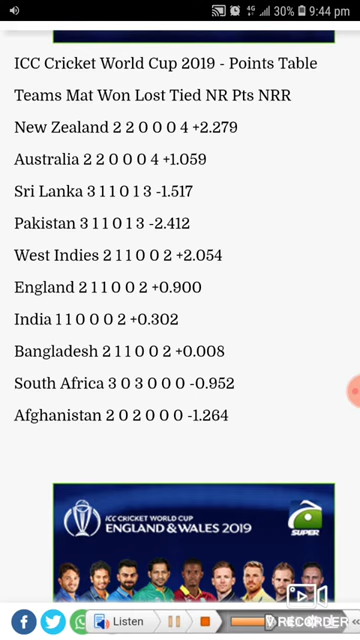 4G 30% 9:44 pm
ICC Cricket World Cup 2019 - Points Table
Teams Mat Won Lost Tied NR Pts NRR
New Zealand 2 2 0 0 0 4 +2.279
Australia 2 2 0 0 0 4 +1.059
Sri Lanka 3 1 1 0 1 3 -1.517
Pakistan 3 1 1 0 1 3 -2.412
West Indies 2 1 1 0 0 2 +2.054
England 2 1 1 0 0 2 +0.900
India 1 1 0 0 0 2 +0.302
Bangladesh 2 1 1 0 0 2 +0.008
South Africa 3 0 3 0 0 0 -0.952
Afghanistan 2 0 2 0 0 0 -1.264
ICC CRICKET WORLD CUP
ENGLAND & WALES 2019
SUPER
Listen
RECORDER